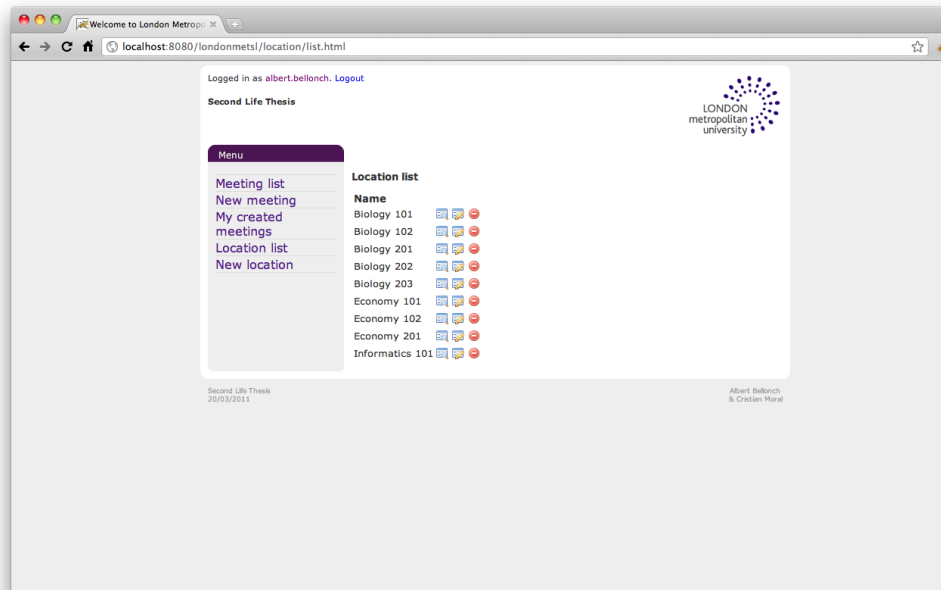 Welcome to London Metropo
localhost:8080/londonmetsl/location/list.html
Logged in as albert.bellonch. Logout
Second Life Thesis
LONDON
metropolitan
university
Menu
Meeting list
New meeting
My created
meetings
Location list
New location
Location list
Name
Biology 101
Biology 102
Biology 201
Biology 202
Biology 203
Economy 101
Economy 102
Economy 201
Informatics 101
Second Life Thesis
20/03/2011
Albert Bellonch
& Cristian Moral